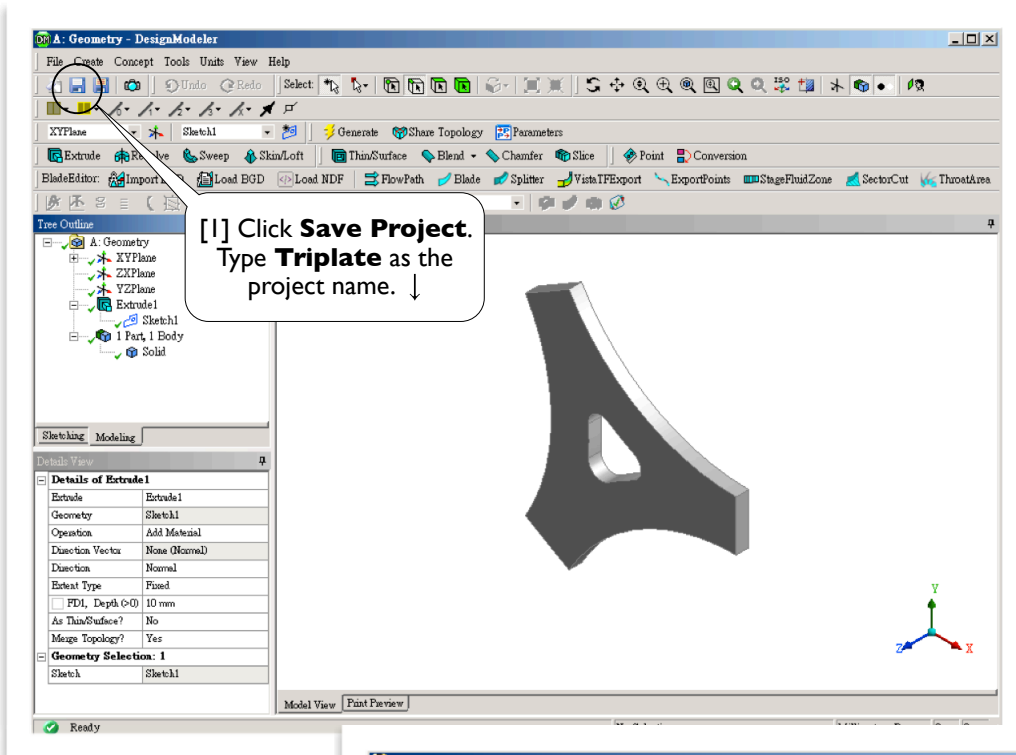 A: Geometry - DesignModeler
File Create Concept Tools Units View Help
Undo Redo Select:
XYPlane Sketch1 Generate Share Topology Parameters
Extrude Revolve Sweep Skin/Loft Thin/Surface Blend Chamfer Slice Point Conversion
BladeEditor: Import Load BGD Load NDF FlowPath Blade Splitter VistaTFExport ExportPoints StageFluidZone SectorCut ThroatArea
[1] Click Save Project.
Type Triplate as the
project name. ↓
Tree Outline
A: Geometry
XYPlane
ZXPlane
YZPlane
Extrude1
Sketch1
1 Part, 1 Body
Solid
Sketching Modeling
Details View
Details of Extrude1
Extrude Extrude1
Geometry Sketch1
Operation Add Material
Direction Vector None (Normal)
Direction Normal
Extent Type Fixed
FD1, Depth (>0) 10 mm
As Thin/Surface? No
Merge Topology? Yes
Geometry Selection: 1
Sketch Sketch1
Y
Z X
Model View Print Preview
Ready